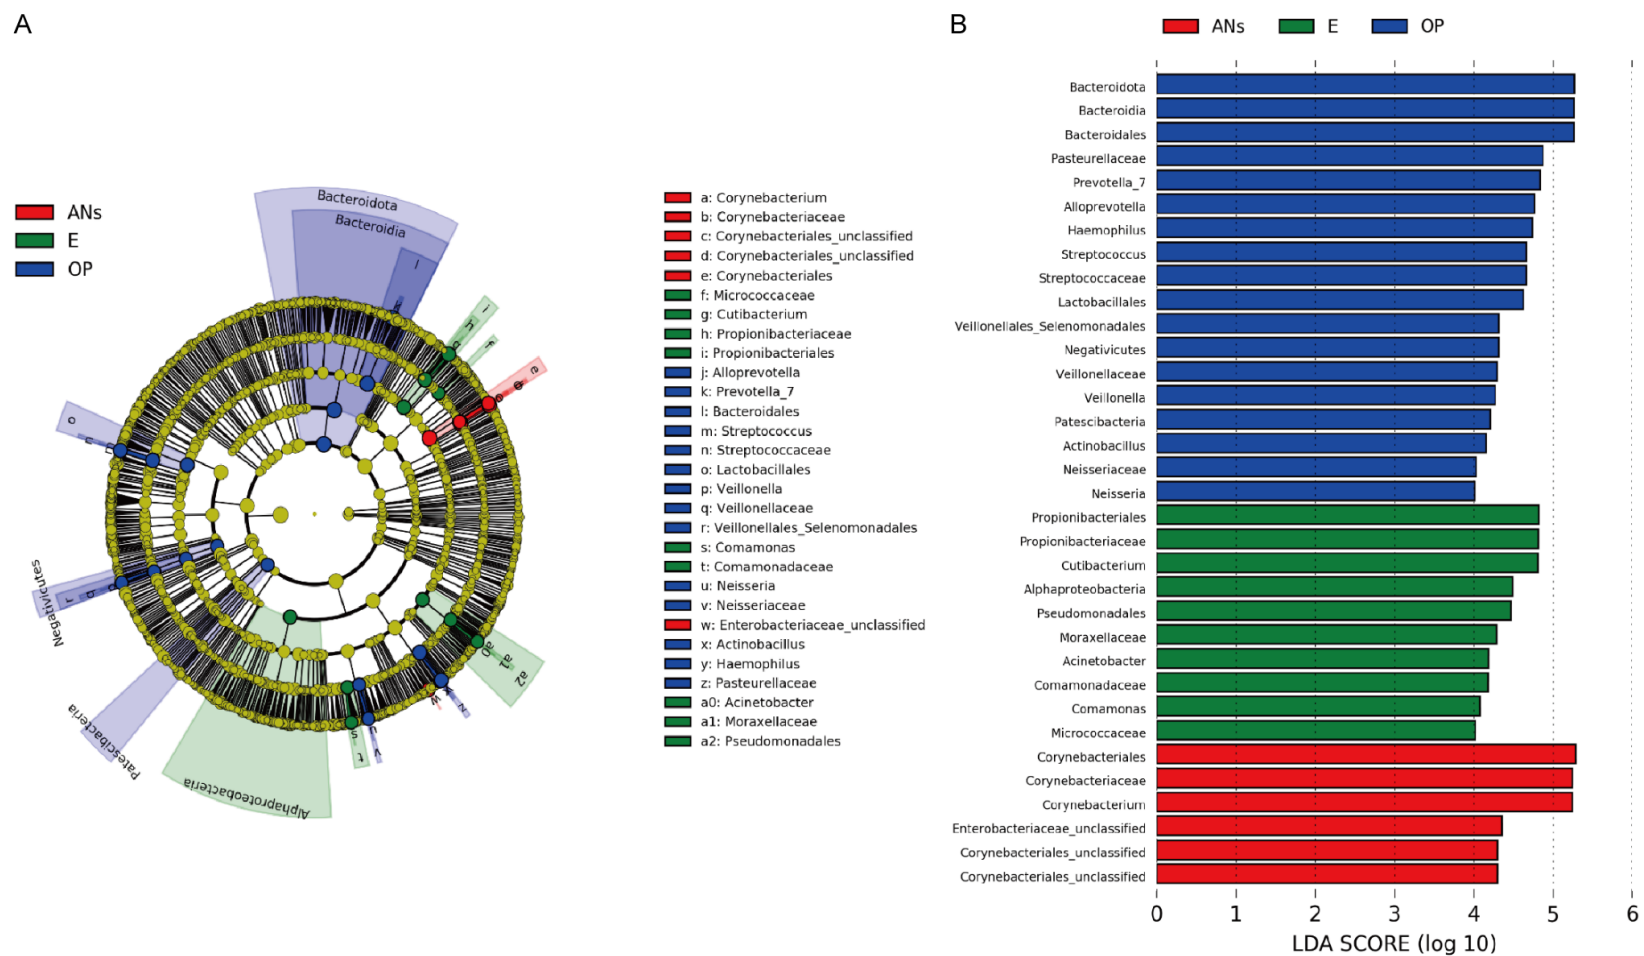 A
ANs
E
OP
Bacteroidota
Bacteroidia
l
i
h
g
f
e
o
n
m
r
q
p
Negativicutes
Patescibacteria
Alphaproteobacteria
s
t
u
v
w
z
a0
a1
a2
a: Corynebacterium
b: Corynebacteriaceae
c: Corynebacteriales_unclassified
d: Corynebacteriales_unclassified
e: Corynebacteriales
f: Micrococcaceae
g: Cutibacterium
h: Propionibacteriaceae
i: Propionibacteriales
j: Alloprevotella
k: Prevotella_7
l: Bacteroidales
m: Streptococcus
n: Streptococcaceae
o: Lactobacillales
p: Veillonella
q: Veillonellaceae
r: Veillonellales_Selenomonadales
s: Comamonas
t: Comamonadaceae
u: Neisseria
v: Neisseriaceae
w: Enterobacteriaceae_unclassified
x: Actinobacillus
y: Haemophilus
z: Pasteurellaceae
a0: Acinetobacter
a1: Moraxellaceae
a2: Pseudomonadales
B
ANs E OP
Bacteroidota
Bacteroidia
Bacteroidales
Pasteurellaceae
Prevotella_7
Alloprevotella
Haemophilus
Streptococcus
Streptococcaceae
Lactobacillales
Veillonellales_Selenomonadales
Negativicutes
Veillonellaceae
Veillonella
Patescibacteria
Actinobacillus
Neisseriaceae
Neisseria
Propionibacteriales
Propionibacteriaceae
Cutibacterium
Alphaproteobacteria
Pseudomonadales
Moraxellaceae
Acinetobacter
Comamonadaceae
Comamonas
Micrococcaceae
Corynebacteriales
Corynebacteriaceae
Corynebacterium
Enterobacteriaceae_unclassified
Corynebacteriales_unclassified
Corynebacteriales_unclassified
0 1 2 3 4 5 6
LDA SCORE (log 10)